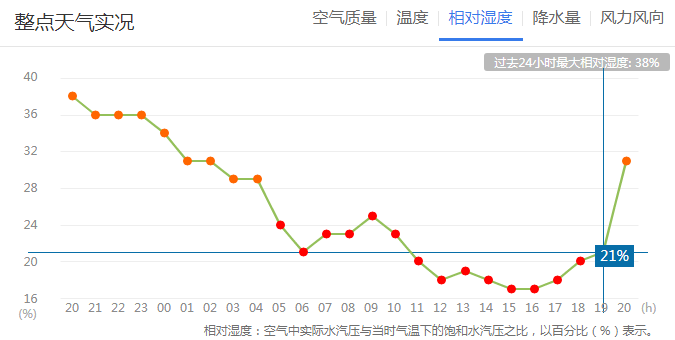 整点天气实况
空气质量 温度 相对湿度 降水量 风力风向
过去24小时最大相对湿度: 38%
40
36
32
28
24
21%
20
16
(%)
20 21 22 23 00 01 02 03 04 05 06 07 08 09 10 11 12 13 14 15 16 17 18 19 20 (h)
相对湿度：空气中实际水汽压与当时气温下的饱和水汽压之比，以百分比（%）表示。